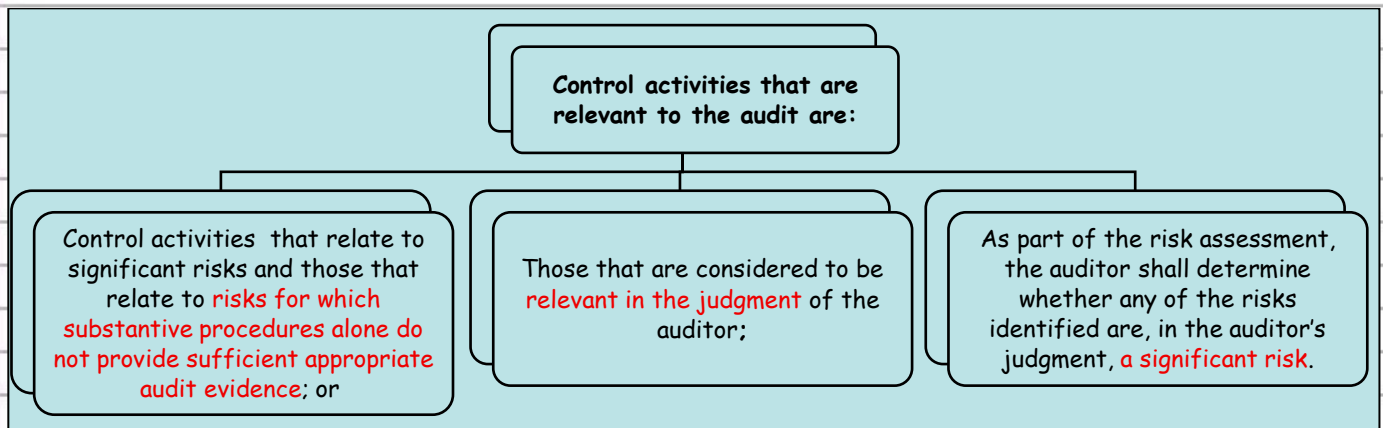 Control activities that are
relevant to the audit are:
Control activities that relate to
significant risks and those that
relate to risks for which
substantive procedures alone do
not provide sufficient appropriate
audit evidence; or
Those that are considered to be
relevant in the judgment of the
auditor;
As part of the risk assessment,
the auditor shall determine
whether any of the risks
identified are, in the auditor’s
judgment, a significant risk.